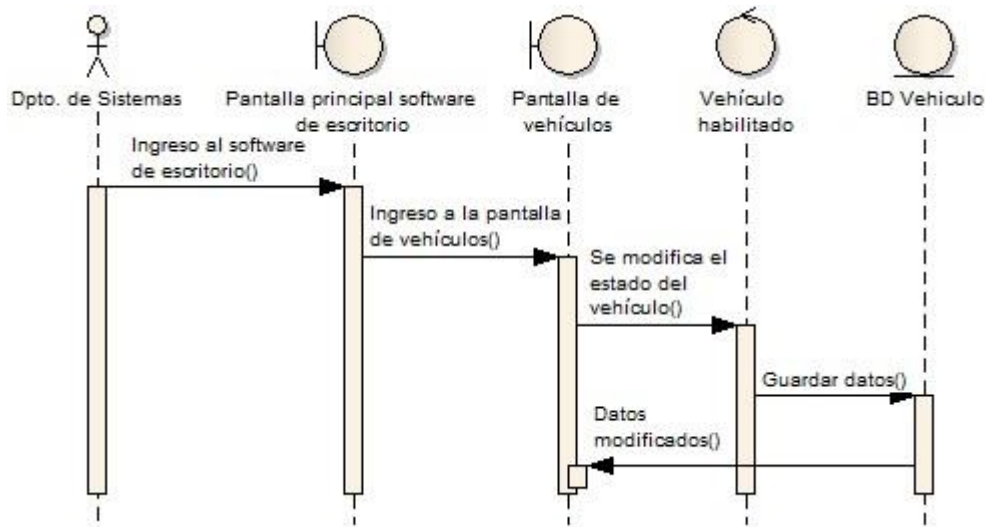 Dpto. de Sistemas
Pantalla principal software
de escritorio
Pantalla de
vehículos
Vehículo
habilitado
BD Vehiculo
Ingreso al software
de escritorio()
Ingreso a la pantalla
de vehículos()
Se modifica el
estado del
vehículo()
Guardar datos()
Datos
modificados()